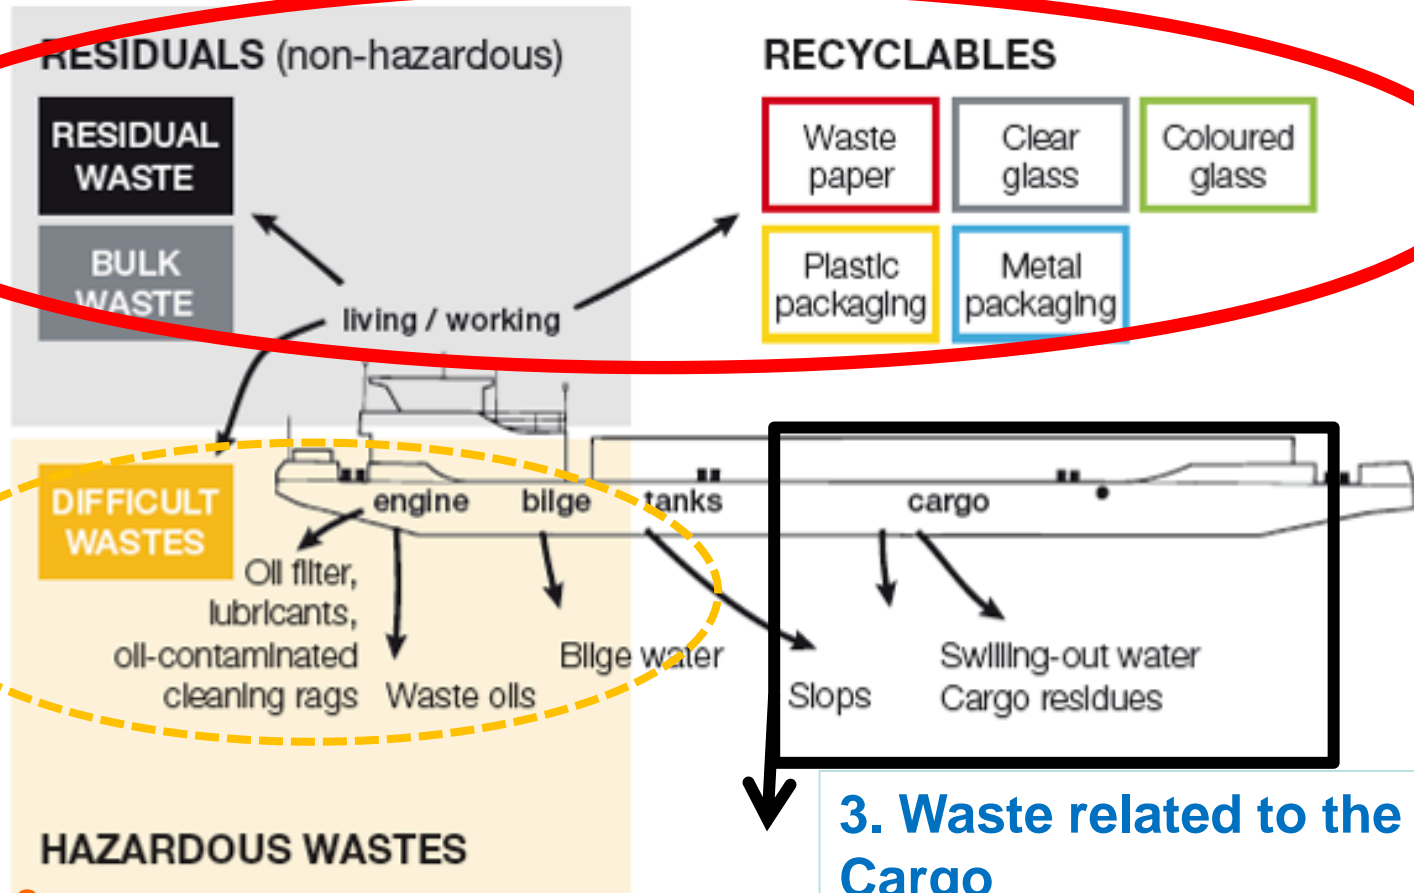 RESIDUALS (non-hazardous)
RESIDUAL
WASTE
BULK
WASTE
RECYCLABLES
Waste
paper
Clear
glass
Coloured
glass
Plastic
packaging
Metal
packaging
living / working
DIFFICULT
WASTES
engine
bilge
tanks
cargo
Oil filter,
lubricants,
oil-contaminated
cleaning rags
Waste oils
Bilge water
Slops
Swilling-out water
Cargo residues
HAZARDOUS WASTES
3. Waste related to the
Cargo